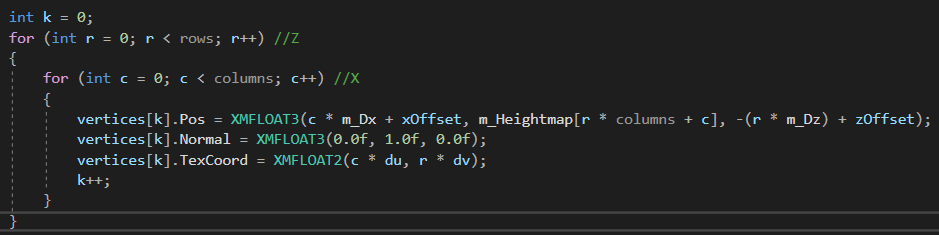 int k = 0;
for (int r = 0; r < rows; r++) //Z
{
    for (int c = 0; c < columns; c++) //X
    {
        vertices[k].Pos = XMFLOAT3(c * m_Dx + xOffset, m_Heightmap[r * columns + c], -(r * m_Dz) + zOffset);
        vertices[k].Normal = XMFLOAT3(0.0f, 1.0f, 0.0f);
        vertices[k].TexCoord = XMFLOAT2(c * du, r * dv);
        k++;
    }
}